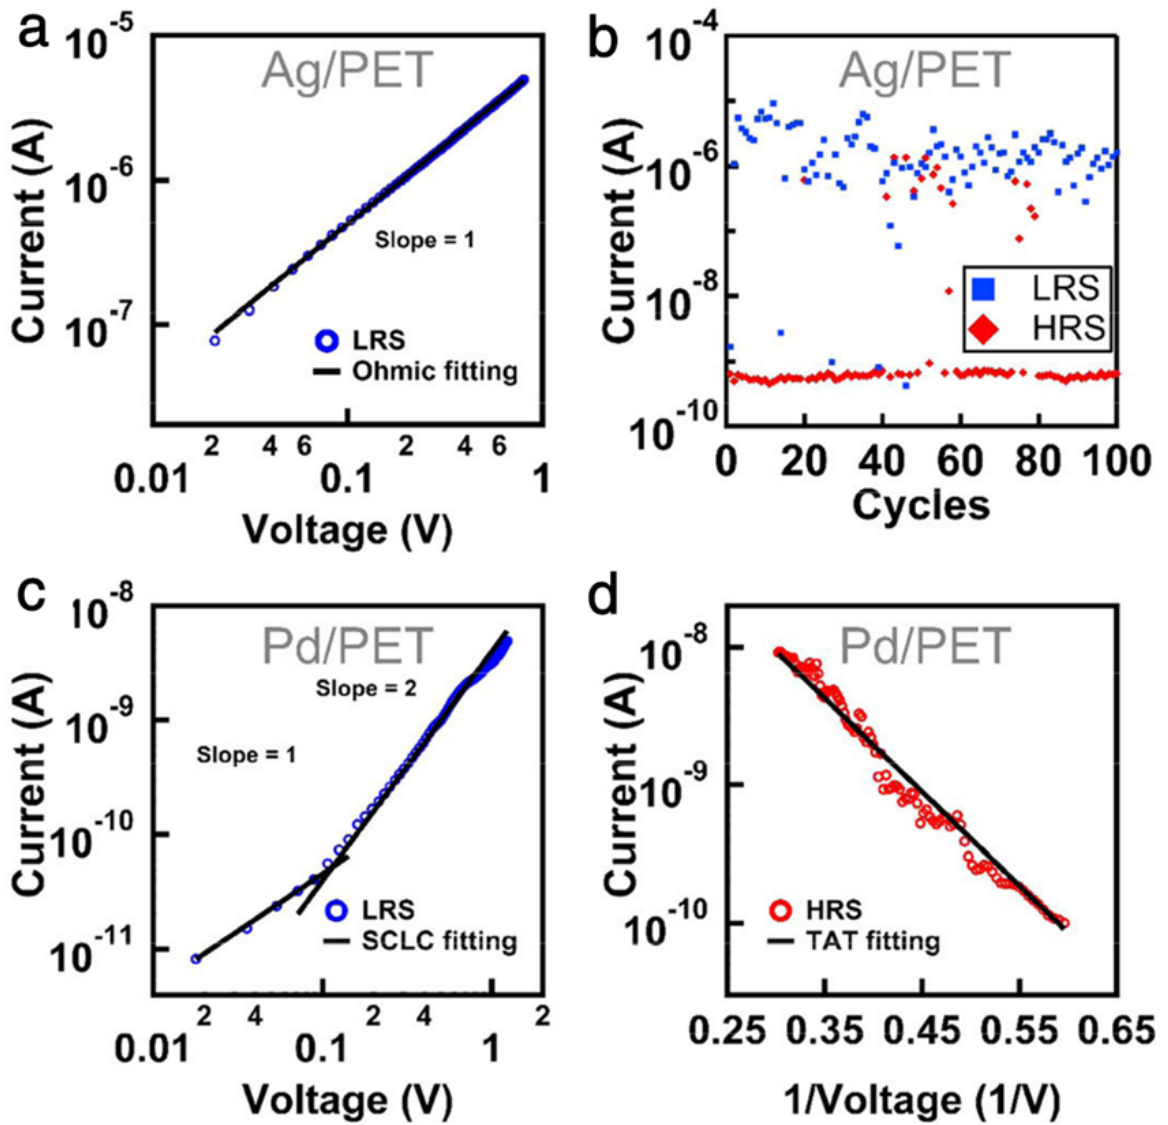 a
Ag/PET
10-5
10-6
10-7
Current (A)
Slope = 1
LRS
Ohmic fitting
2 4 6 2 4 6
0.01 0.1 1
Voltage (V)
b
Ag/PET
10-4
10-6
10-8
10-10
Current (A)
LRS
HRS
0 20 40 60 80 100
Cycles
c
Pd/PET
10-8
10-9
10-10
10-11
Current (A)
Slope = 2
Slope = 1
LRS
SCLC fitting
2 4 2 4 2
0.01 0.1 1
Voltage (V)
d
Pd/PET
10-8
10-9
10-10
Current (A)
HRS
TAT fitting
0.25 0.35 0.45 0.55 0.65
1/Voltage (1/V)